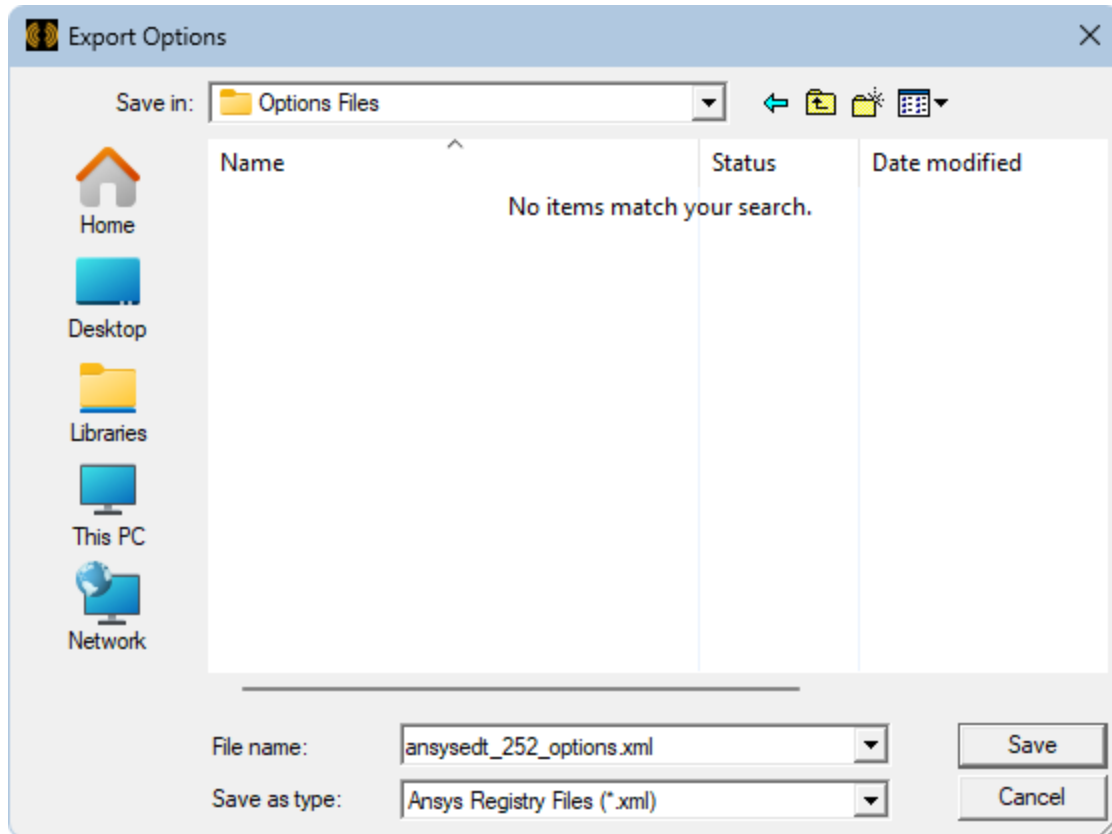 Export Options
Save in: Options Files
Name Status Date modified
No items match your search.
Home
Desktop
Libraries
This PC
Network
File name: ansysedt_252_options.xml Save
Save as type: Ansys Registry Files (*.xml) Cancel